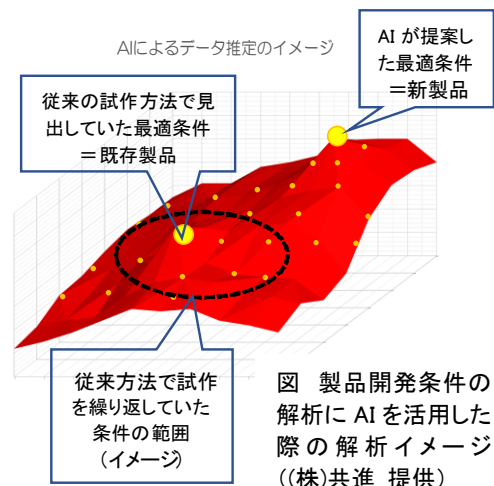 AIによるデータ推定のイメージ
AI が提案し
た最適条件
＝新製品
従来の試作方法で見
出していた最適条件
＝既存製品
従来方法で試作
を繰り返していた
条件の範囲
（イメージ）
図 製品開発条件の
解析に AI を活用した
際の解析イメージ
((株)共進 提供)